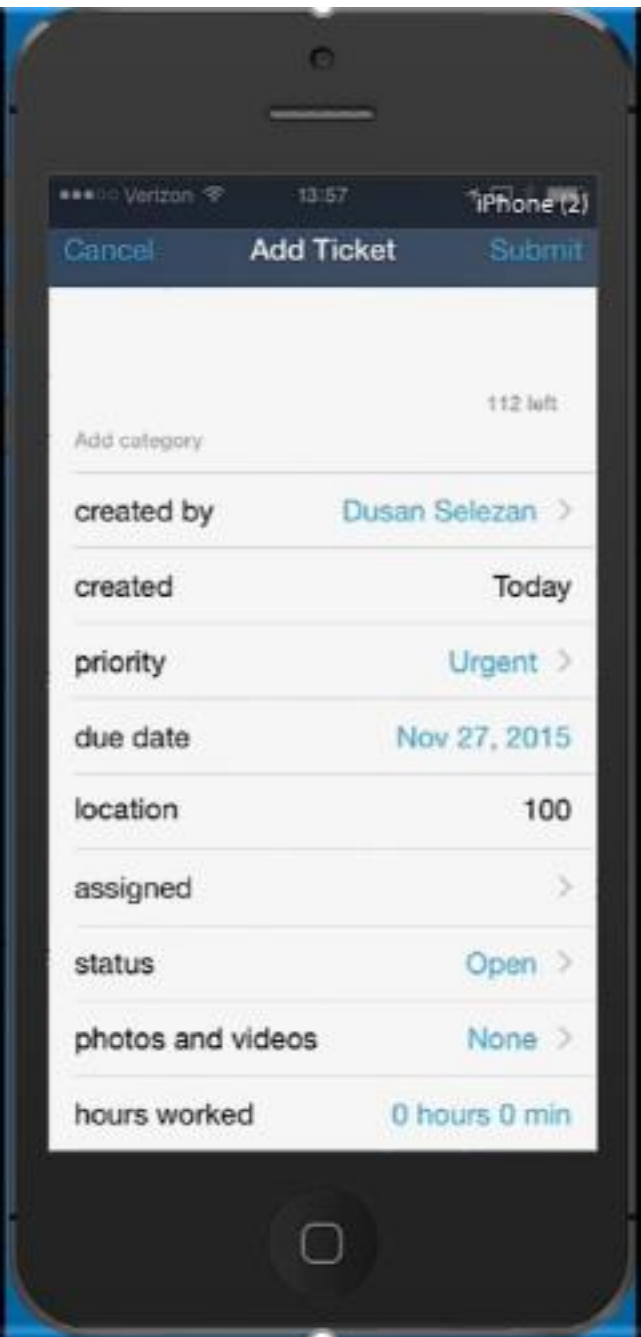 Verizon 13:57 iPhone (2)
Cancel Add Ticket Submit
112 left
Add category
created by Dusan Selezan >
created Today
priority Urgent >
due date Nov 27, 2015
location 100
assigned >
status Open >
photos and videos None >
hours worked 0 hours 0 min